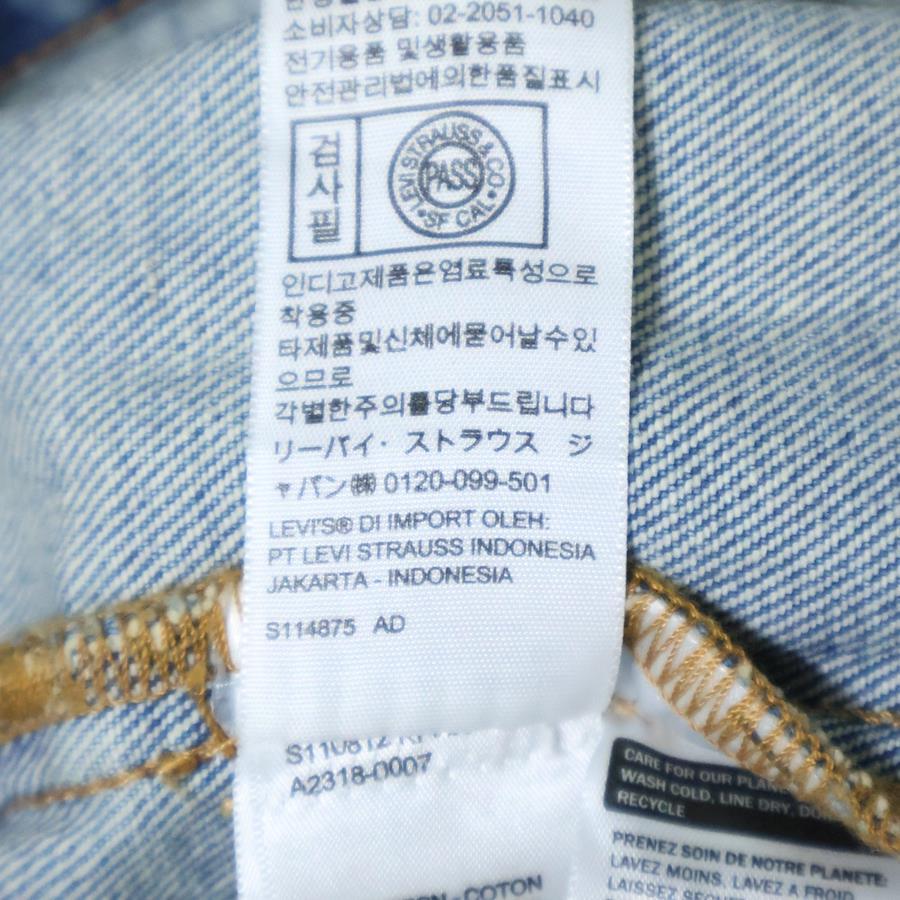 소비자상담: 02-2051-1040
전기용품 및생활용품
안전관리법에의한품질표시
검사필
LEVI STRAUSS & CO
PASS
SF CAL
인디고제품은염료특성으로
착용중
타제품및신체에묻어날수있
으므로
각별한주의를당부드립니다
リーバイ・ストラウス ジ
ャパン㈱ 0120-099-501
LEVI'S® DI IMPORT OLEH:
PT LEVI STRAUSS INDONESIA
JAKARTA - INDONESIA
S114875 AD
S110812
A2318-0007
COTTON
CARE FOR OUR
WASH COLD, LINE DRY,
RECYCLE
PRENEZ SOIN DE NOTRE PLANETE:
LAVEZ MOINS, LAVEZ A FROID,
LAISSEZ